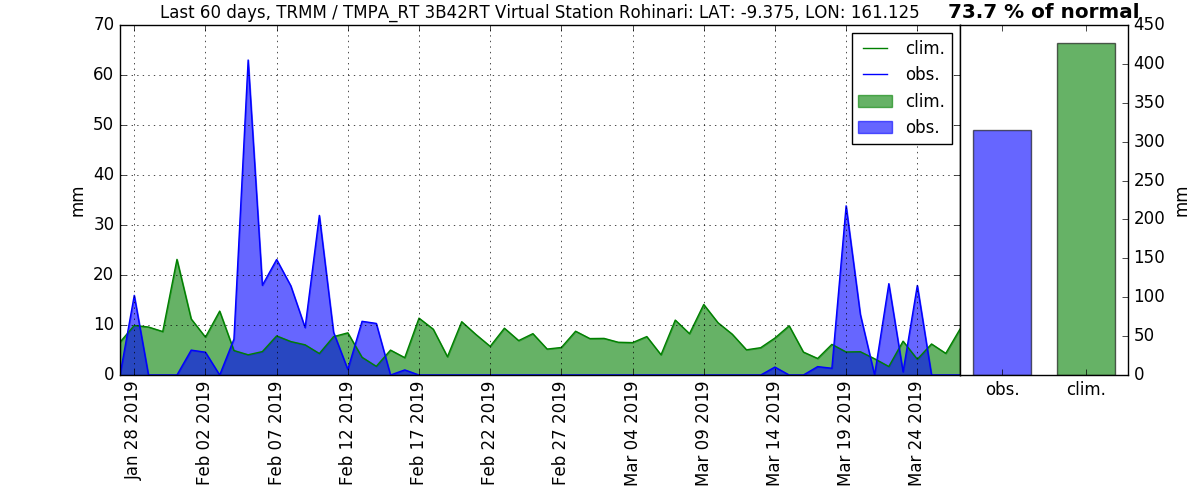 Last 60 days, TRMM / TMPA_RT 3B42RT Virtual Station Rohinari: LAT: -9.375, LON: 161.125
73.7 % of normal
70
60
50
40
30
20
10
0
mm
clim.
obs.
clim.
obs.
450
400
350
300
250
200
150
100
50
0
mm
Jan 28 2019
Feb 02 2019
Feb 07 2019
Feb 12 2019
Feb 17 2019
Feb 22 2019
Feb 27 2019
Mar 04 2019
Mar 09 2019
Mar 14 2019
Mar 19 2019
Mar 24 2019
obs.
clim.